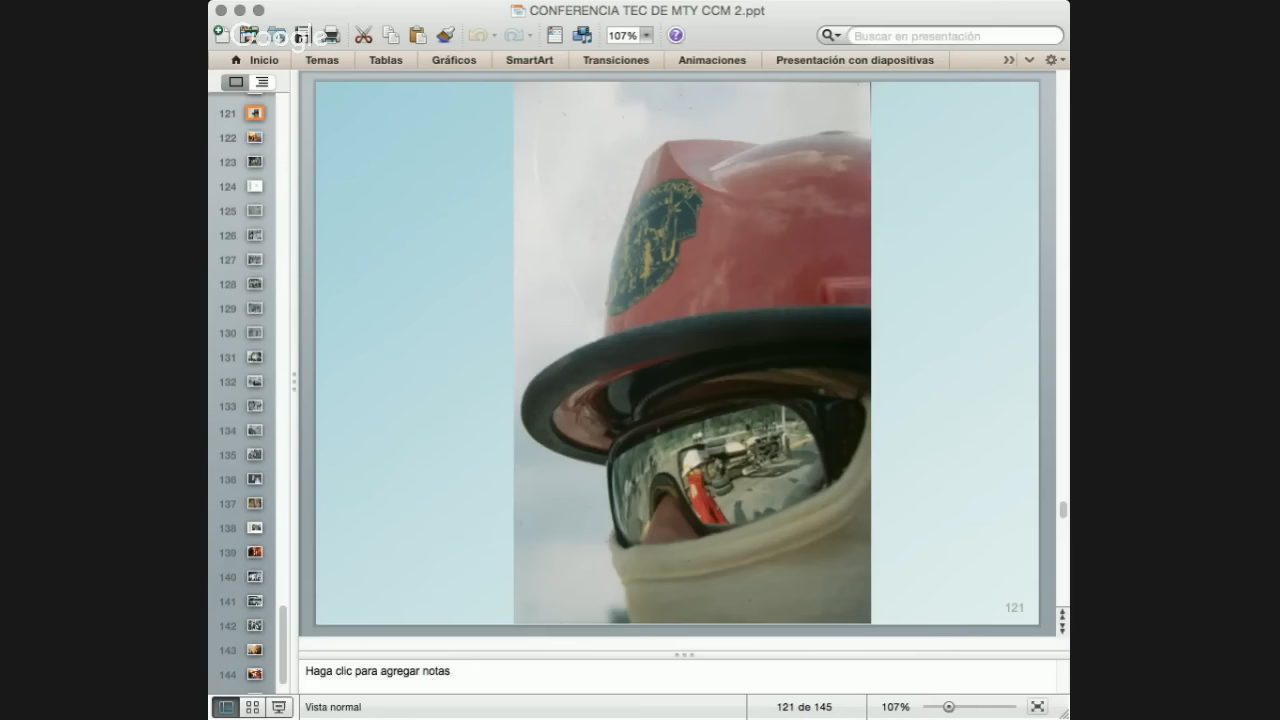 CONFERENCIA TEC DE MTY CCM 2.ppt
Google
107%
Buscar en presentación
Inicio
Temas
Tablas
Gráficos
SmartArt
Transiciones
Animaciones
Presentación con diapositivas
121
122
123
124
125
126
127
128
129
130
131
132
133
134
135
136
137
138
139
140
141
142
143
144
121
Haga clic para agregar notas
Vista normal
121 de 145
107%